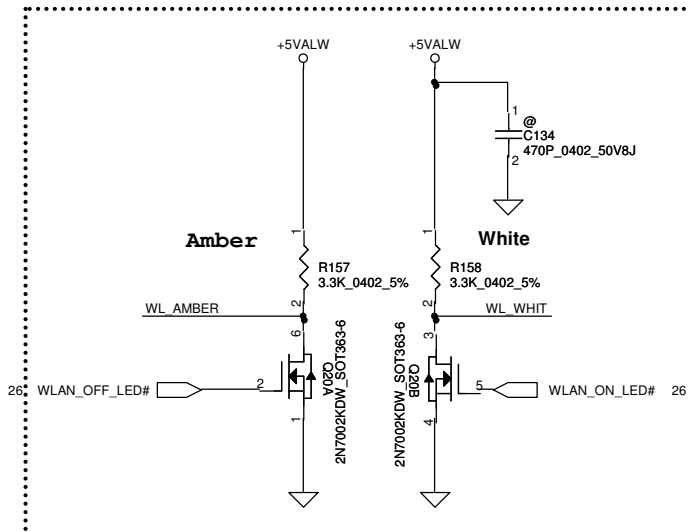 +5VALW
+5VALW
1
@
C134
470P_0402_50V8J
2
Amber
White
1
R157
3.3K_0402_5%
2
1
R158
3.3K_0402_5%
2
WL_AMBER
WL_WHIT
6
Q20A
2N7002KDW_SOT363-6
3
Q20B
2N7002KDW_SOT363-6
26 WLAN_OFF_LED#
2
5
WLAN_ON_LED# 26
1
4